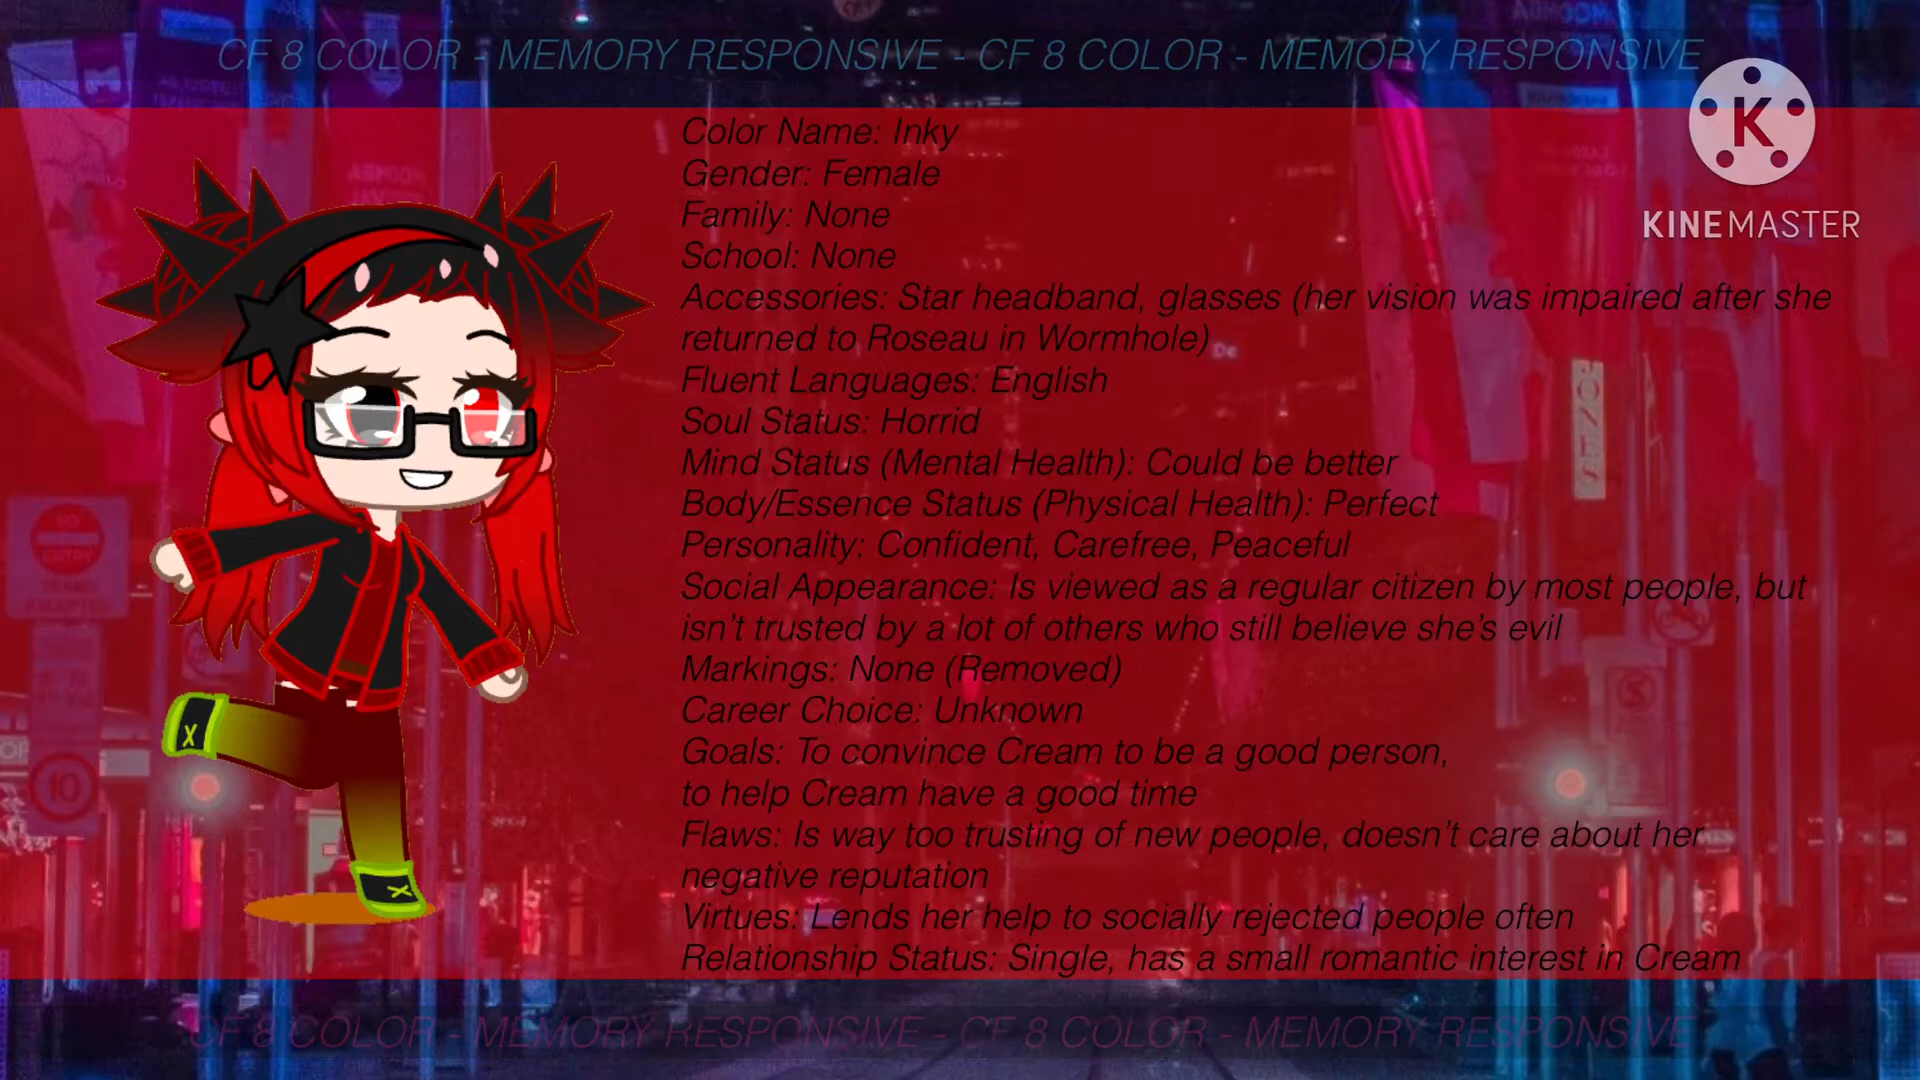 CF 8 COLOR - MEMORY RESPONSIVE - CF 8 COLOR - MEMORY RESPONSIVE
K
KINEMASTER
Color Name: Inky
Gender: Female
Family: None
School: None
Accessories: Star headband, glasses (her vision was impaired after she
returned to Roseau in Wormhole)
Fluent Languages: English
Soul Status: Horrid
Mind Status (Mental Health): Could be better
Body/Essence Status (Physical Health): Perfect
Personality: Confident, Carefree, Peaceful
Social Appearance: Is viewed as a regular citizen by most people, but
isn't trusted by a lot of others who still believe she's evil
Markings: None (Removed)
Career Choice: Unknown
Goals: To convince Cream to be a good person,
to help Cream have a good time
Flaws: Is way too trusting of new people, doesn't care about her
negative reputation
Virtues: Lends her help to socially rejected people often
Relationship Status: Single, has a small romantic interest in Cream
NO
ENTRY
JONES
10
CF 8 COLOR - MEMORY RESPONSIVE - CF 8 COLOR - MEMORY RESPONSIVE